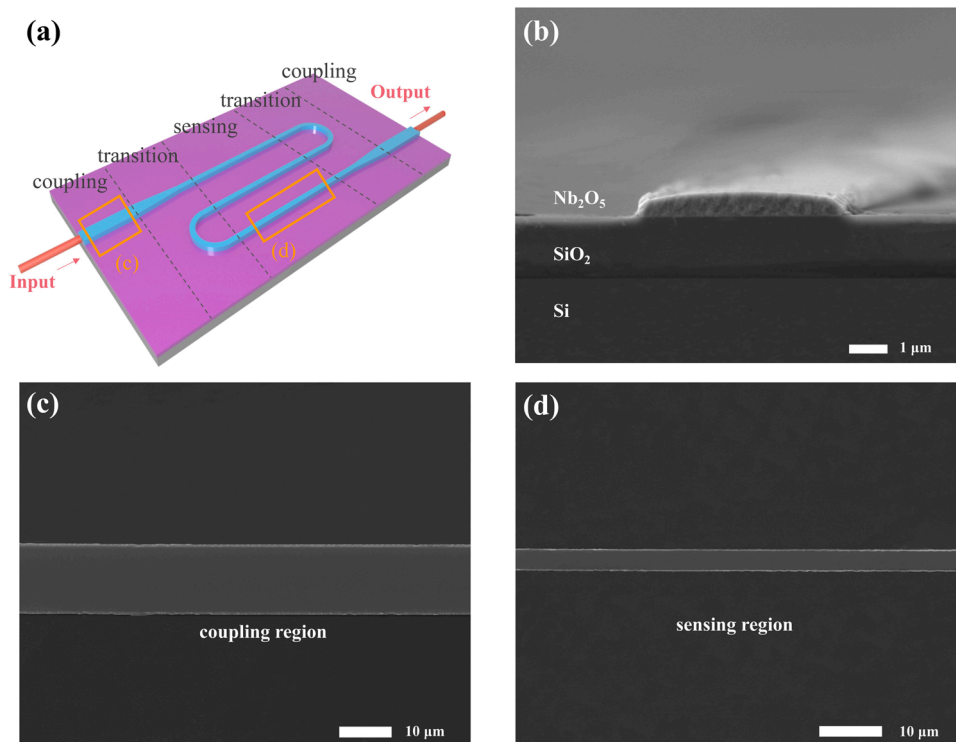 (a)
coupling
Output
transition
sensing
transition
coupling
(c)
(d)
Input
(b)
Nb₂O₅
SiO₂
Si
1 μm
(c)
coupling region
10 μm
(d)
sensing region
10 μm